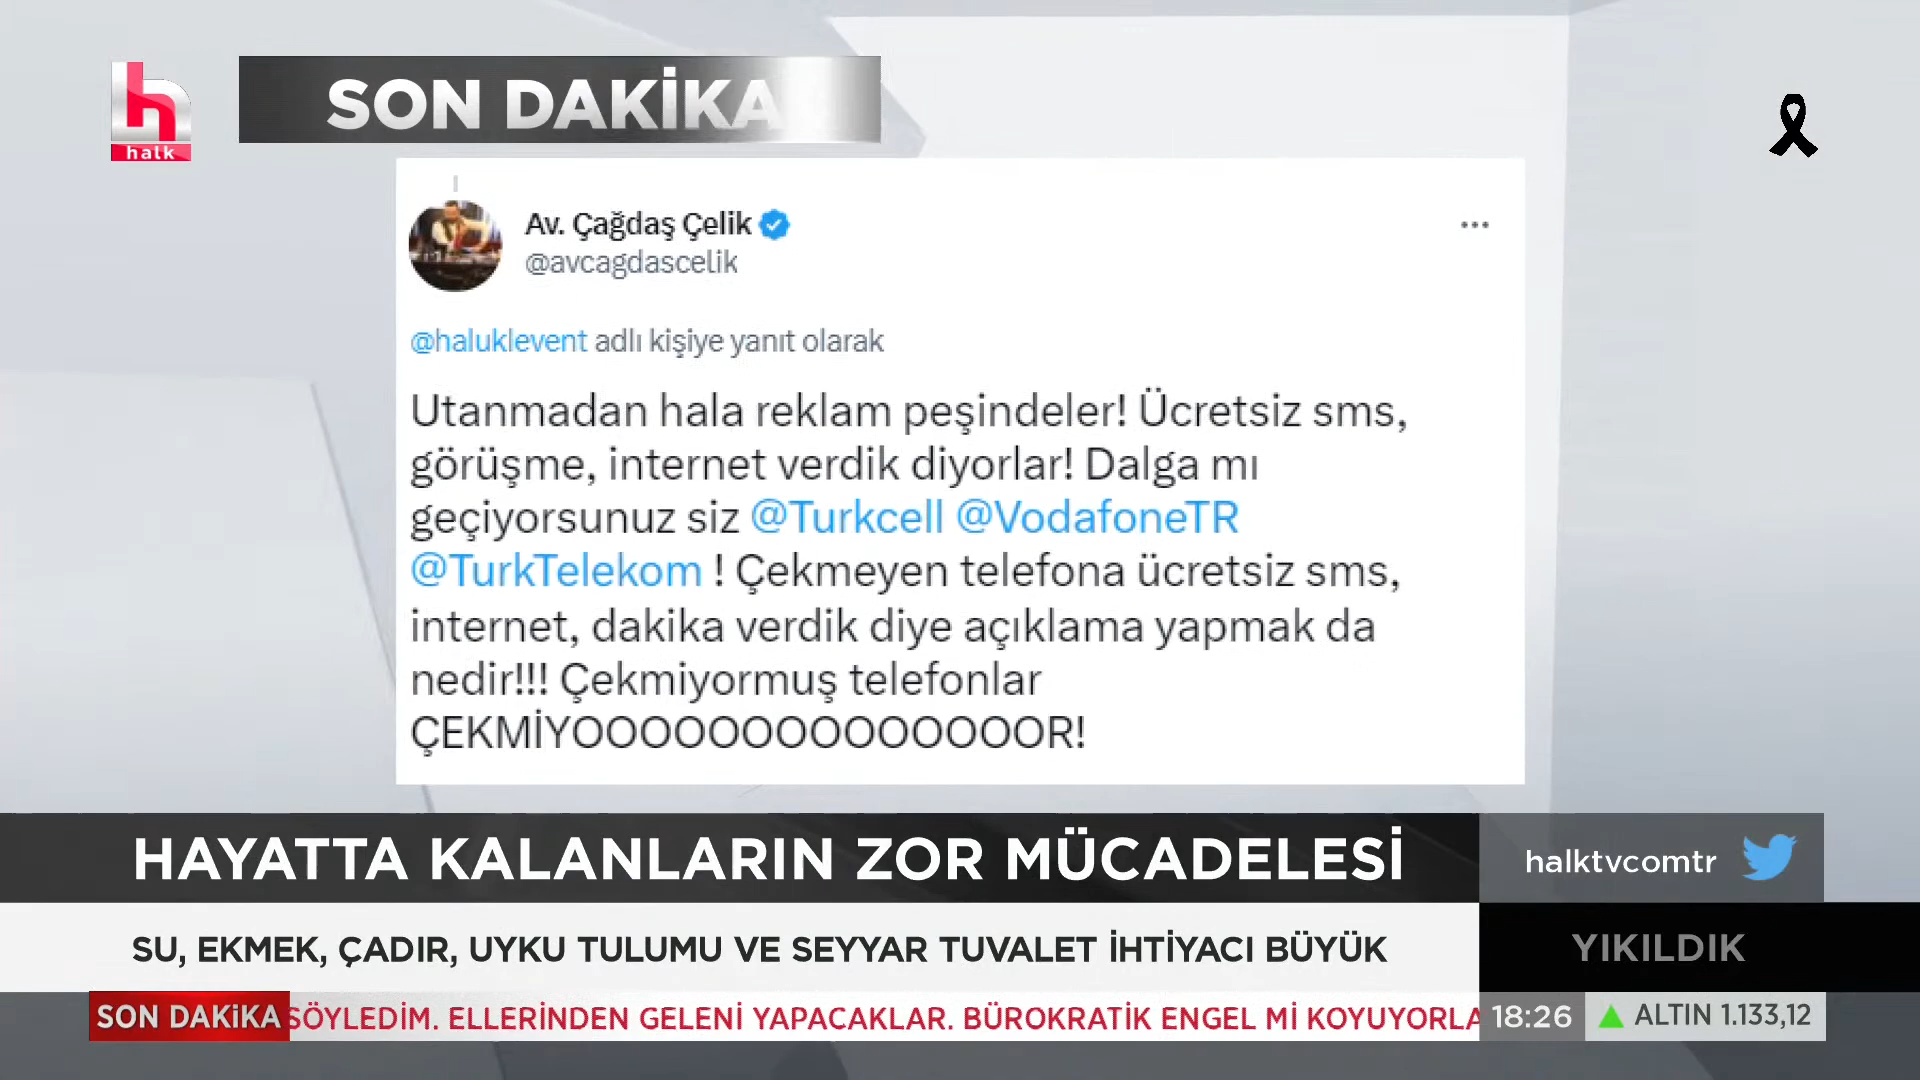 h
halk
SON DAKİKA
Av. Çağdaş Çelik
@avcagdascelik
@haluklevent adlı kişiye yanıt olarak
Utanmadan hala reklam peşindeler! Ücretsiz sms,
görüşme, internet verdik diyorlar! Dalga mı
geçiyorsunuz siz @Turkcell @VodafoneTR
@TurkTelekom ! Çekmeyen telefona ücretsiz sms,
internet, dakika verdik diye açıklama yapmak da
nedir!!! Çekmiyormuş telefonlar
ÇEKMİYOOOOOOOOOOOOOOR!
HAYATTA KALANLARIN ZOR MÜCADELESİ
halktvcomtr
SU, EKMEK, ÇADIR, UYKU TULUMU VE SEYYAR TUVALET İHTİYACI BÜYÜK
YIKILDIK
SON DAKİKA SÖYLEDİM. ELLERİNDEN GELENİ YAPACAKLAR. BÜROKRATİK ENGEL Mİ KOYUYORLA
18:26
ALTIN 1.133,12